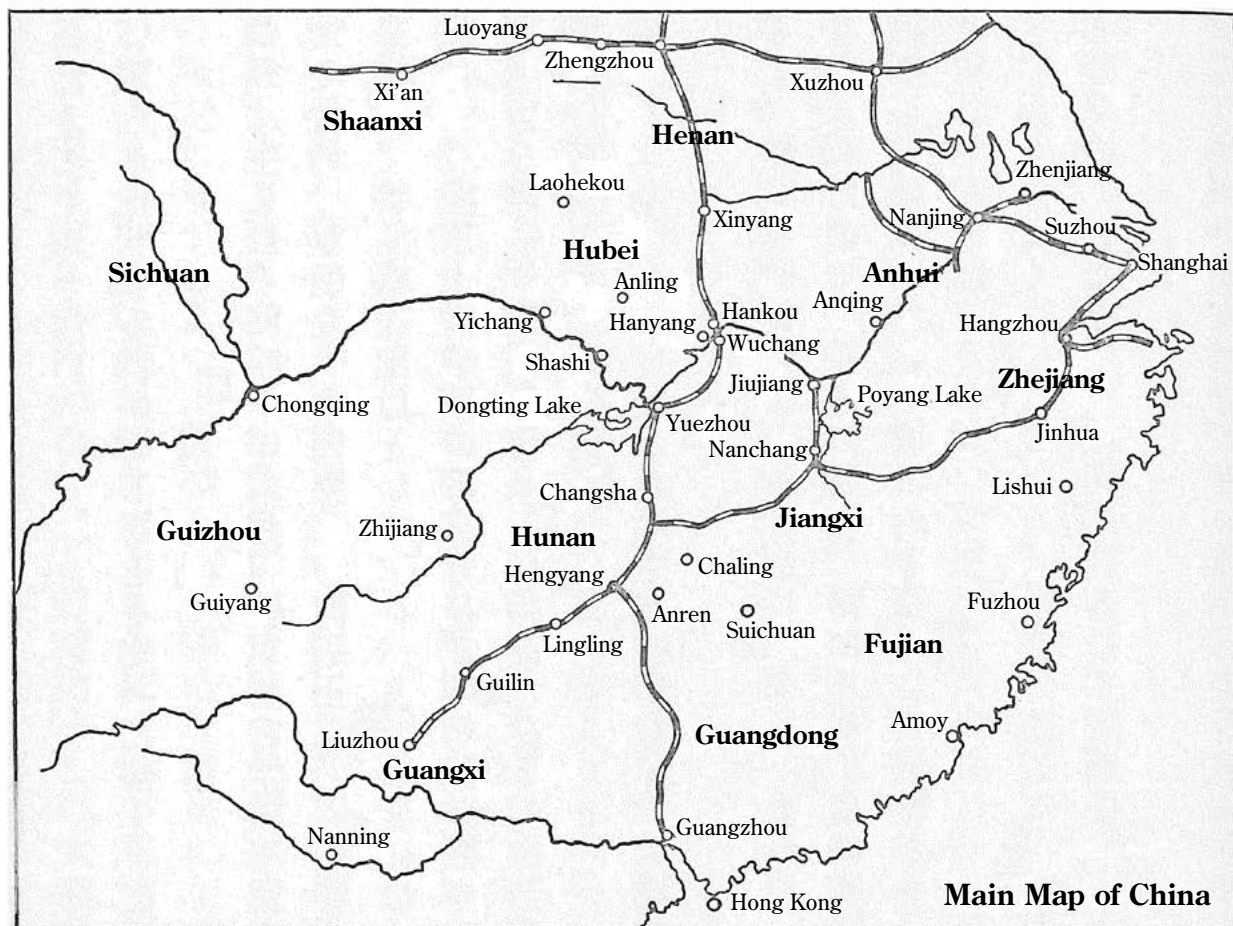 Luoyang
Zhengzhou
Xuzhou
Xi'an
Shaanxi
Henan
Laohekou
Zhenjiang
Xinyang
Nanjing
Suzhou
Sichuan
Hubei
Anhui
Shanghai
Anling
Anqing
Yichang
Hanyang
Hankou
Hangzhou
Wuchang
Shashi
Jiujiang
Zhejiang
Chongqing
Dongting Lake
Poyang Lake
Yuezhou
Jinhua
Nanchang
Changsha
Lishui
Jiangxi
Guizhou
Zhijiang
Hunan
Chaling
Hengyang
Guiyang
Anren
Fuzhou
Suichuan
Lingling
Fujian
Guilin
Amoy
Guangdong
Liuzhou
Guangxi
Guangzhou
Nanning
Main Map of China
Hong Kong